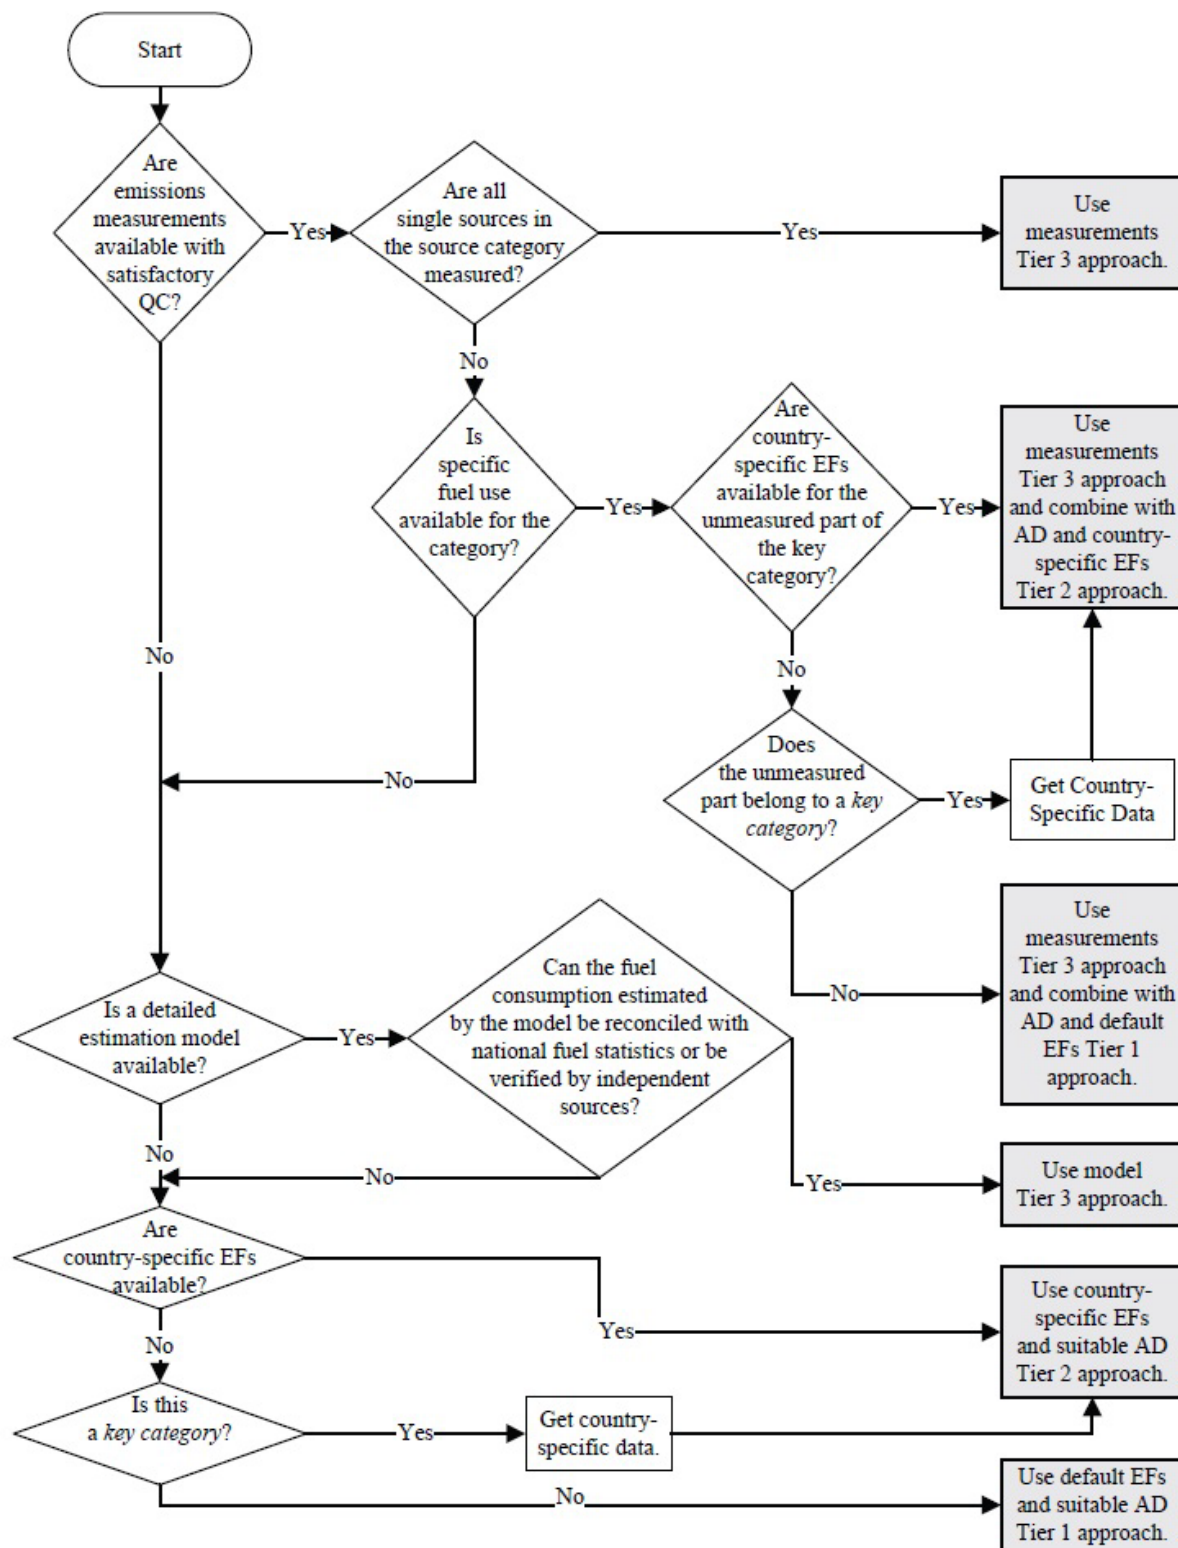 Start
Are
emissions
measurements
available with
satisfactory
QC?
Yes
Are all
single sources in
the source category
measured?
Yes
Use
measurements
Tier 3 approach.
No
Is
specific
fuel use
available for the
category?
Yes
Are
country-
specific EFs
available for the
unmeasured part of
the key
category?
Yes
Use
measurements
Tier 3 approach
and combine with
AD and country-
specific EFs
Tier 2 approach.
No
No
Does
the unmeasured
part belong to a key
category?
Yes
Get Country-
Specific Data
No
No
Use
measurements
Tier 3 approach
and combine with
AD and default
EFs Tier 1
approach.
Is a detailed
estimation model
available?
Yes
Can the fuel
consumption estimated
by the model be reconciled with
national fuel statistics or be
verified by independent
sources?
No
No
Yes
Use model
Tier 3 approach.
Are
country-specific EFs
available?
Yes
Use country-
specific EFs
and suitable AD
Tier 2 approach.
No
Is this
a key category?
Yes
Get country-
specific data.
No
Use default EFs
and suitable AD
Tier 1 approach.